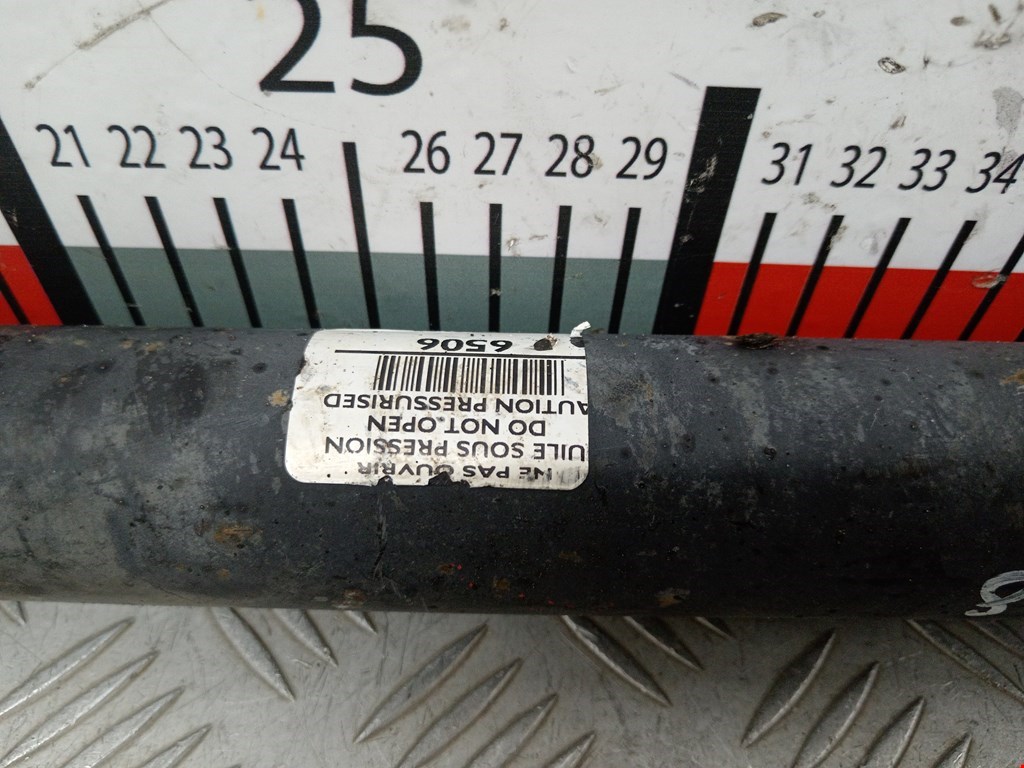 25
21 22 23 24 26 27 28 29 31 32 33 34
NE PAS OUVRIR
UILE SOUS PRESSION
DO NOT OPEN
AUTION PRESSURISED
6506